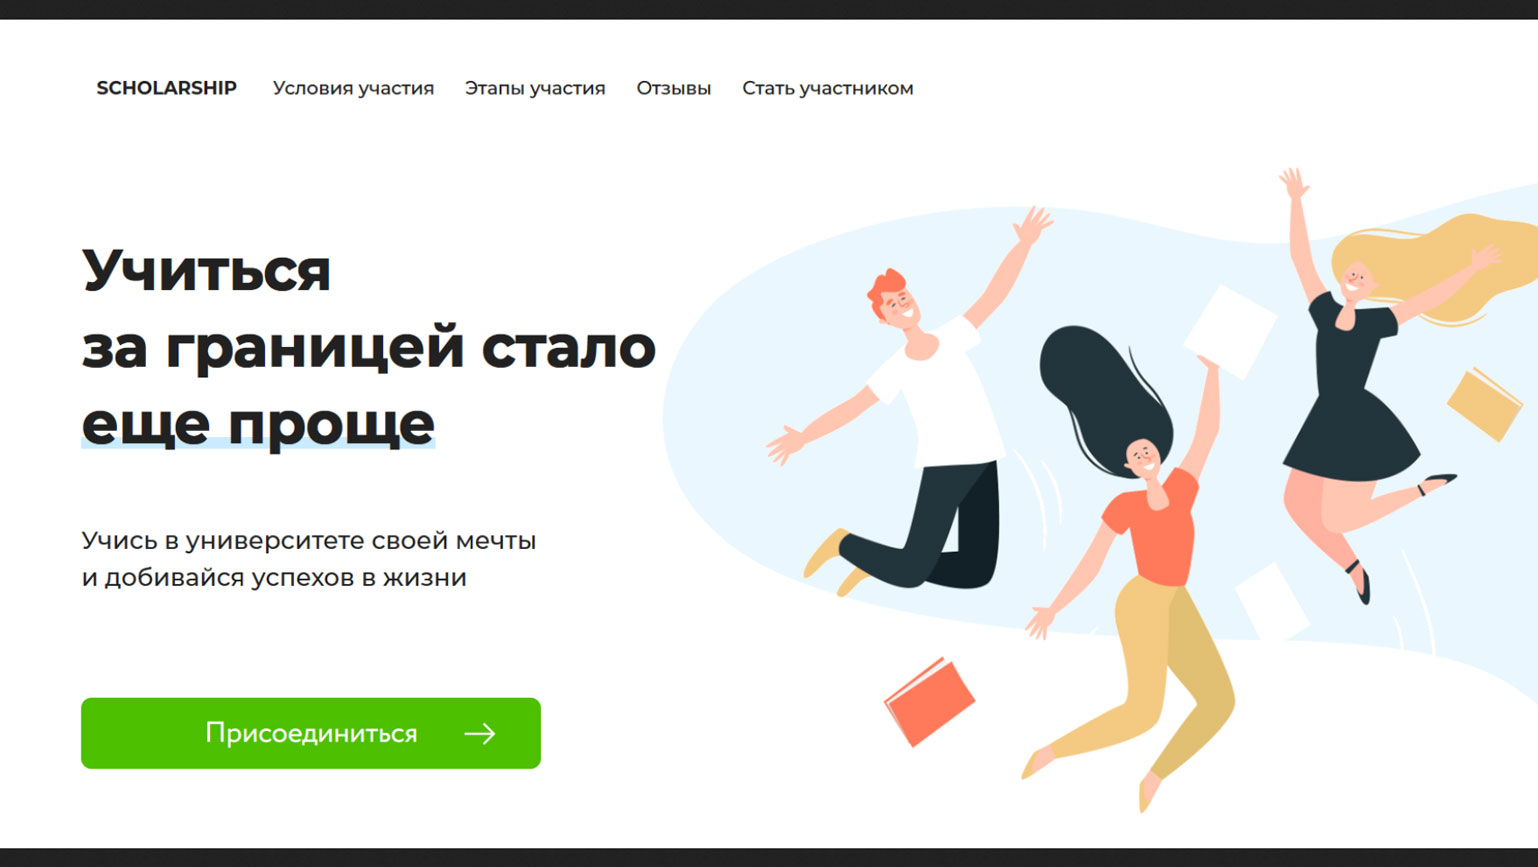 SCHOLARSHIP Условия участия Этапы участия Отзывы Стать участником
Учиться
за границей стало
еще проще
Учись в университете своей мечты
и добивайся успехов в жизни
Присоединиться →